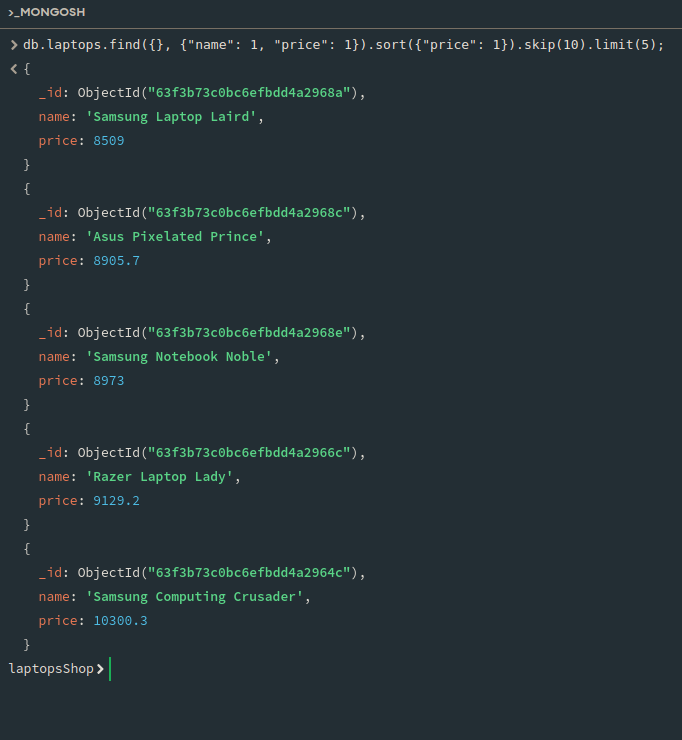 >_MONGOSH
db.laptops.find({}, {"name": 1, "price": 1}).sort({"price": 1}).skip(10).limit(5);
{
_id: ObjectId("63f3b73c0bc6efbdd4a2968a"),
name: 'Samsung Laptop Laird',
price: 8509
}
{
_id: ObjectId("63f3b73c0bc6efbdd4a2968c"),
name: 'Asus Pixelated Prince',
price: 8905.7
}
{
_id: ObjectId("63f3b73c0bc6efbdd4a2968e"),
name: 'Samsung Notebook Noble',
price: 8973
}
{
_id: ObjectId("63f3b73c0bc6efbdd4a2966c"),
name: 'Razer Laptop Lady',
price: 9129.2
}
{
_id: ObjectId("63f3b73c0bc6efbdd4a2964c"),
name: 'Samsung Computing Crusader',
price: 10300.3
}
laptopsShop>